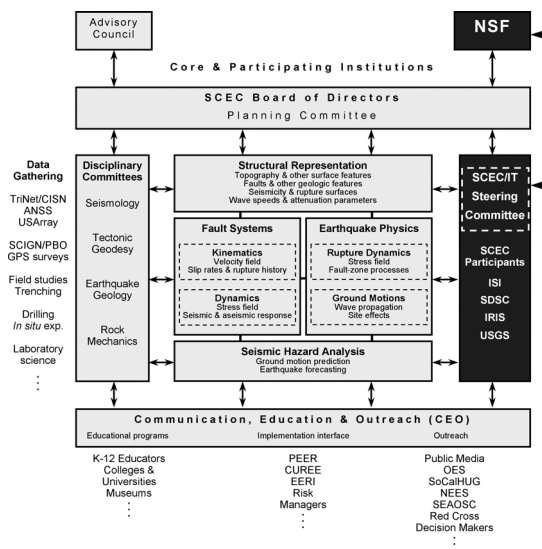 Advisory
Council
NSF
Core & Participating Institutions
SCEC Board of Directors
Planning Committee
Data
Gathering
TriNet/CISN
ANSS
USArray
SCIGN/PBO
GPS surveys
Field studies
Trenching
Drilling
In situ exp.
Laboratory
science
Disciplinary
Committees
Seismology
Tectonic
Geodesy
Earthquake
Geology
Rock
Mechanics
Structural Representation
Topography & other surface features
Faults & other geologic features
Seismicity & rupture surfaces
Wave speeds & attenuation parameters
Fault Systems
Kinematics
Velocity field
Slip rates & rupture history
Dynamics
Stress field
Seismic & aseismic response
Earthquake Physics
Rupture Dynamics
Stress field
Fault-zone processes
Ground Motions
Wave propagation
Site effects
Seismic Hazard Analysis
Ground motion prediction
Earthquake forecasting
SCEC/IT
Steering
Committee
SCEC
Participants
ISI
SDSC
IRIS
USGS
Communication, Education & Outreach (CEO)
Educational programs
Implementation interface
Outreach
K-12 Educators
Colleges &
Universities
Museums
PEER
CUREE
EERI
Risk
Managers
Public Media
OES
SoCalHUG
NEES
SEAOSC
Red Cross
Decision Makers